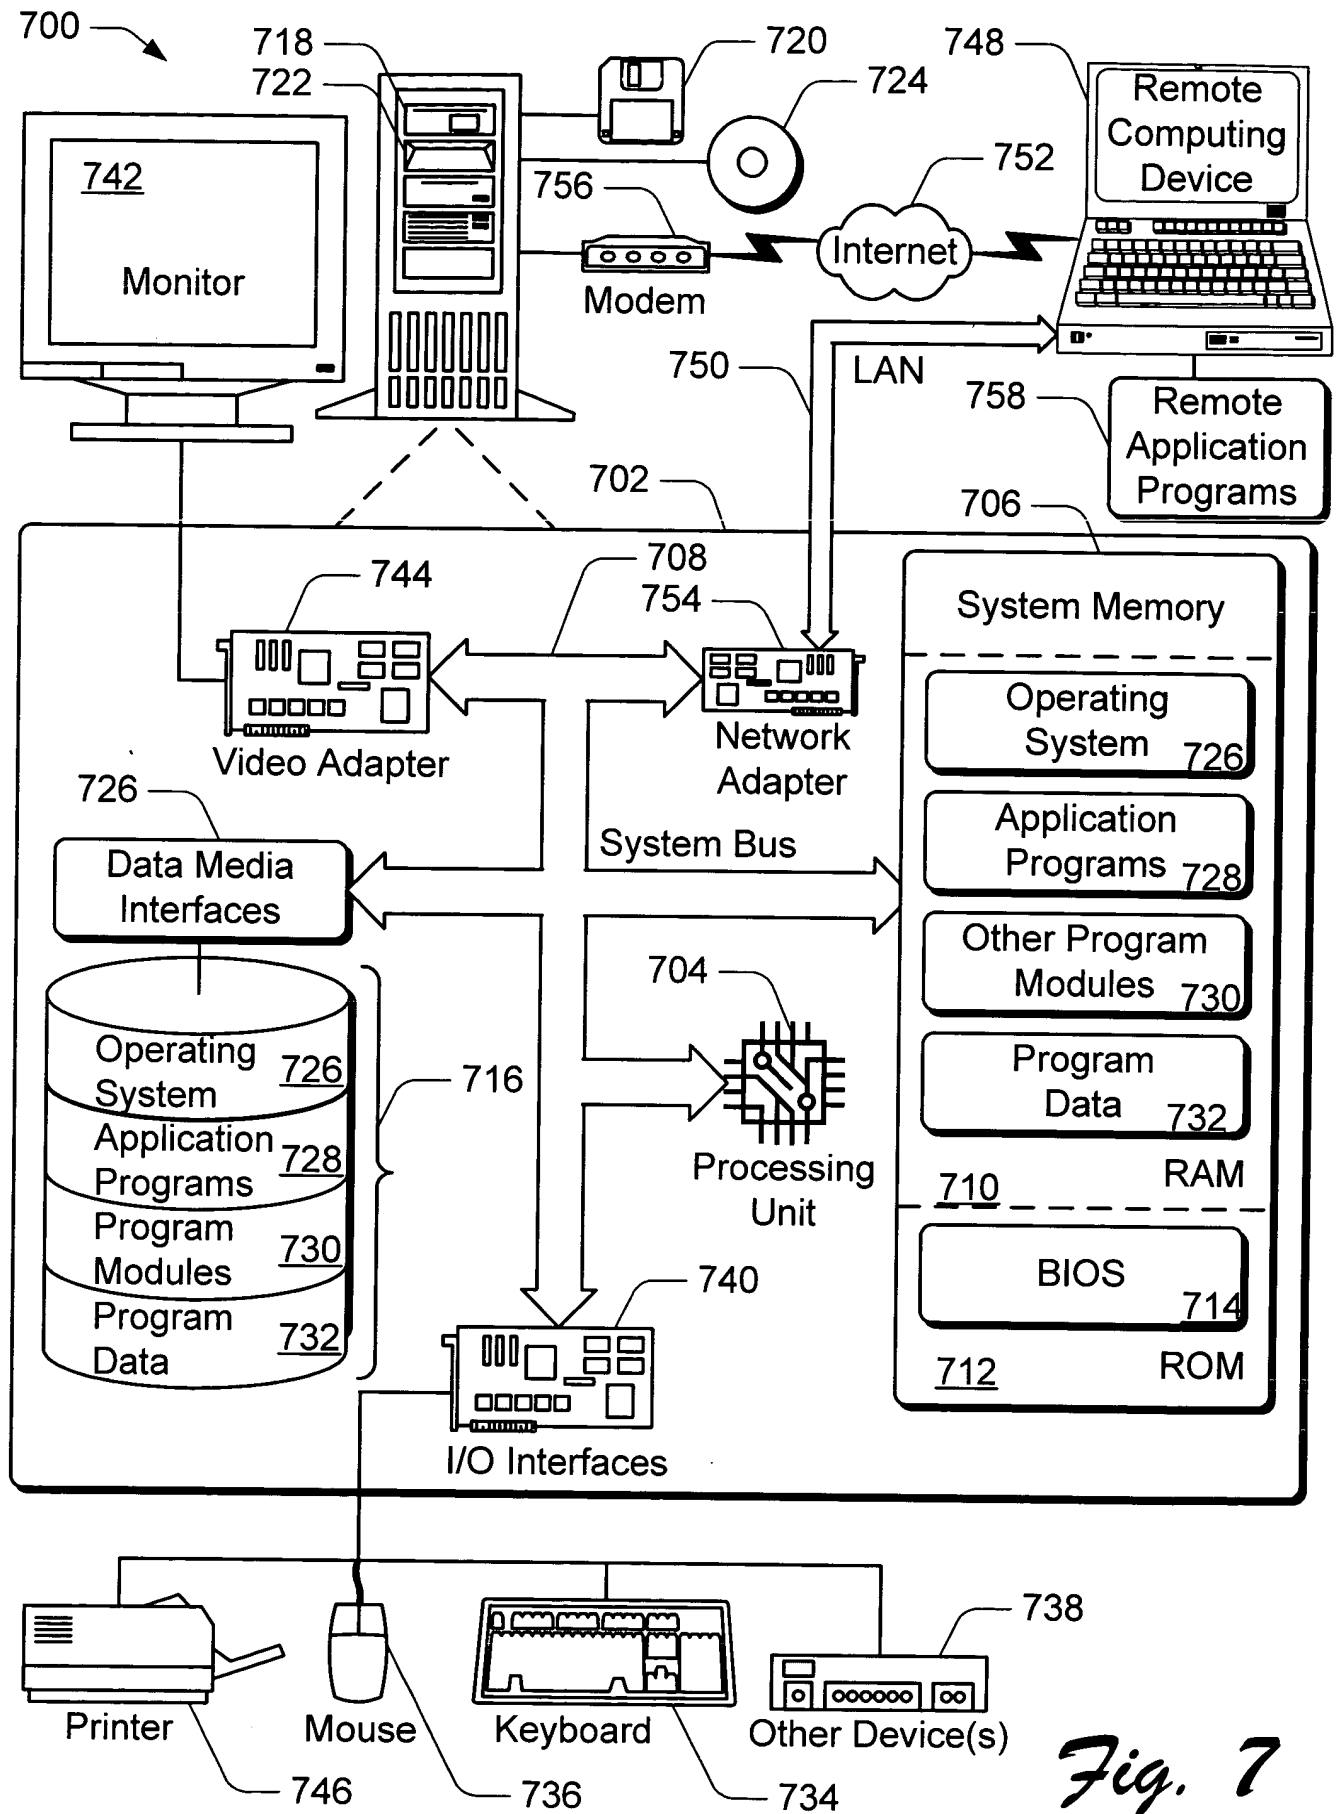 700
718
722
720
724
748
Remote
Computing
Device
742
Monitor
756
752
Internet
Modem
750
LAN
758
Remote
Application
Programs
702
706
708
744
754
System Memory
Operating
System
726
Video Adapter
Network
Adapter
726
Data Media
Interfaces
System Bus
Application
Programs
728
Other Program
Modules
730
704
Program
Data
732
Operating
System
726
716
Application
Programs
728
Processing
Unit
710
RAM
Program
Modules
730
740
BIOS
714
Program
Data
732
712
ROM
I/O Interfaces
738
Printer
Mouse
Keyboard
Other Device(s)
746
736
734
Fig. 7